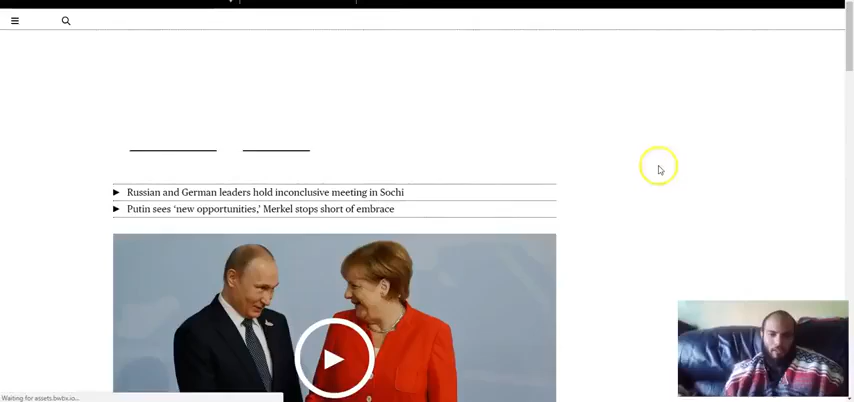 Russian and German leaders hold inconclusive meeting in Sochi
Putin sees ‘new opportunities,’ Merkel stops short of embrace
Waiting for assets.bwbx.io...